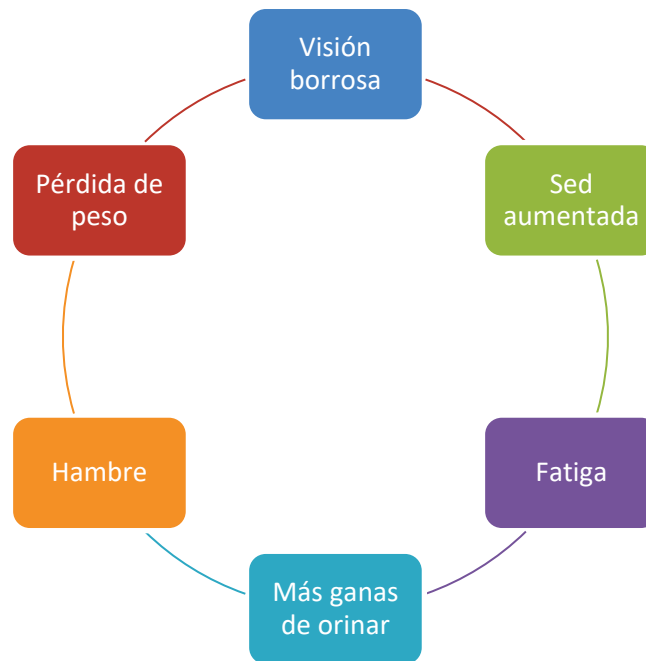 Visión
borrosa
Sed
aumentada
Fatiga
Más ganas
de orinar
Hambre
Pérdida de
peso